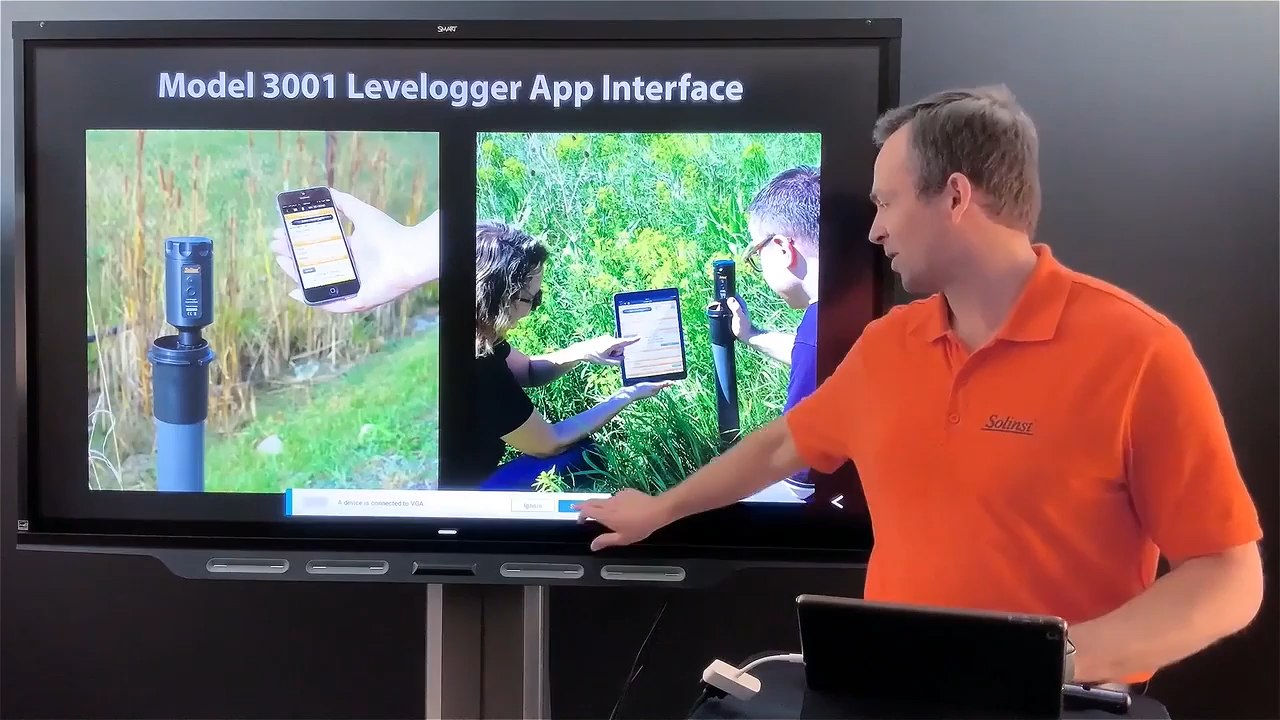 SMART
Model 3001 Levelogger App Interface
Solinst
A device is connected to VGA
Ignore
Solinst